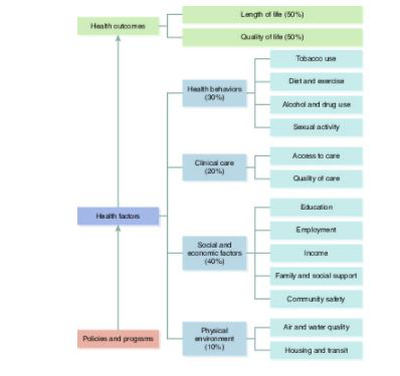 Health outcomes
Length of life (50%)
Quality of life (50%)
Health behaviors
(30%)
Tobacco use
Diet and exercise
Alcohol and drug use
Sexual activity
Clinical care
(20%)
Access to care
Quality of care
Health factors
Social and
economic factors
(40%)
Education
Employment
Income
Family and social support
Community safety
Policies and programs
Physical
environment
(10%)
Air and water quality
Housing and transit